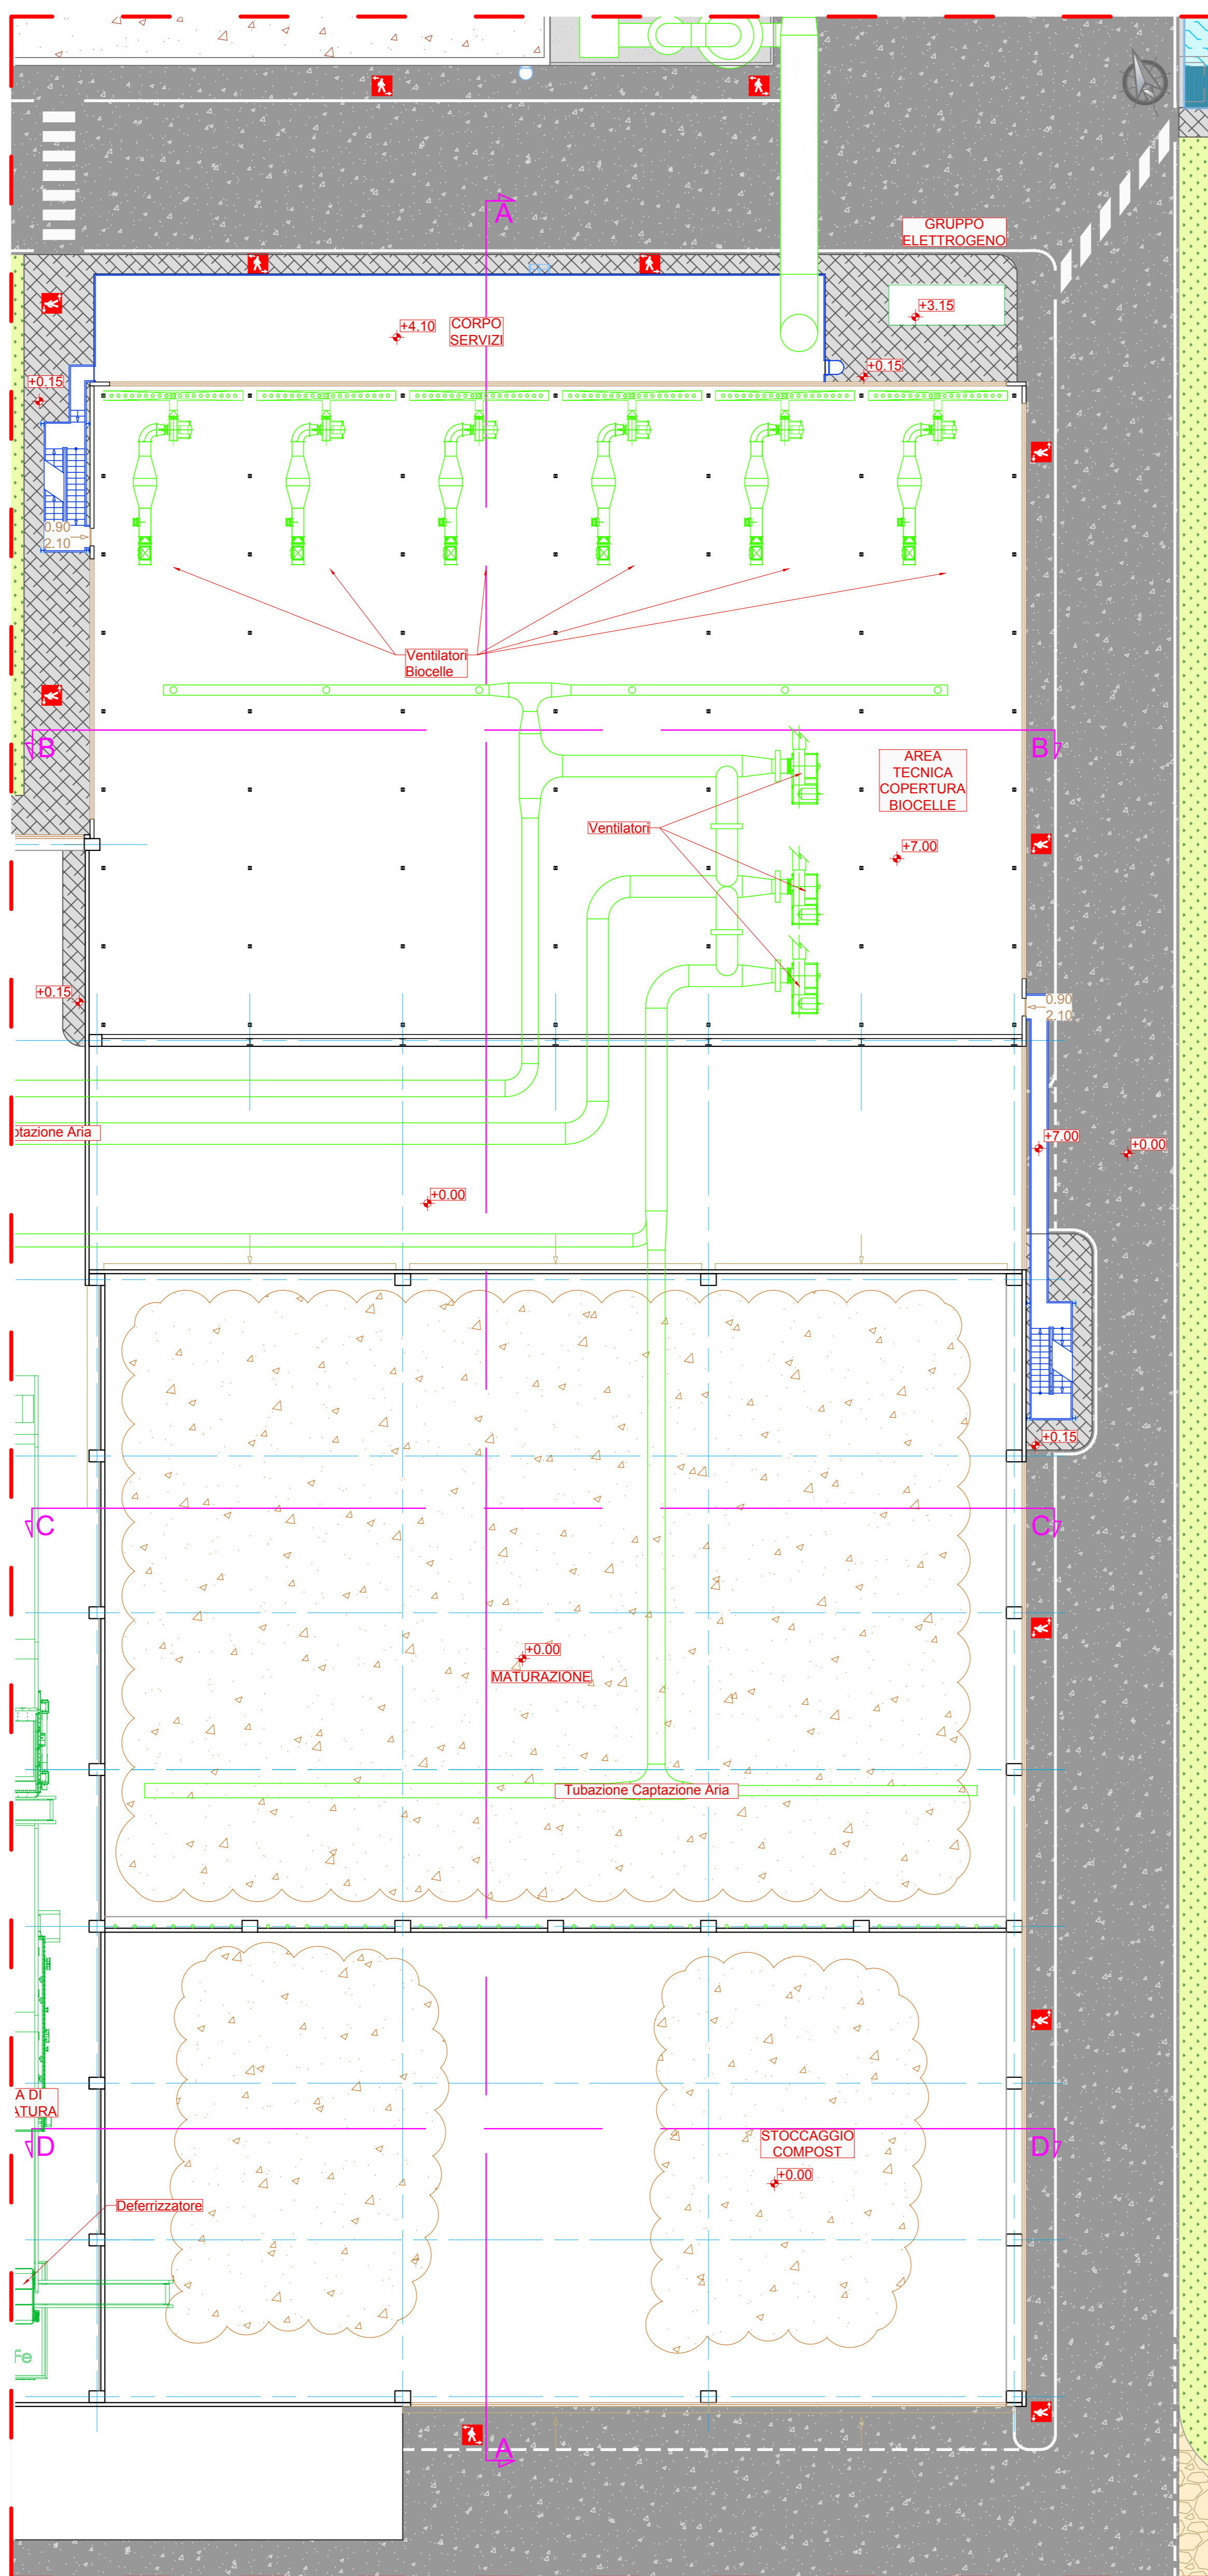 A
GRUPPO
ELETTROGENO
+3.15
+4.10
CORPO
SERVIZI
+0.15
+0.15
0.90
2.10
Ventilatori
Biocelle
B
B
AREA
TECNICA
COPERTURA
BIOCELLE
Ventilatori
+7.00
+0.15
0.90
2.10
otazione Aria
+7.00
+0.00
+0.00
+0.15
C
C
+0.00
MATURAZIONE
Tubazione Captazione Aria
A DI
ATURA
D
STOCCAGGIO
COMPOST
D
+0.00
Deferrizzatore
Fe
A